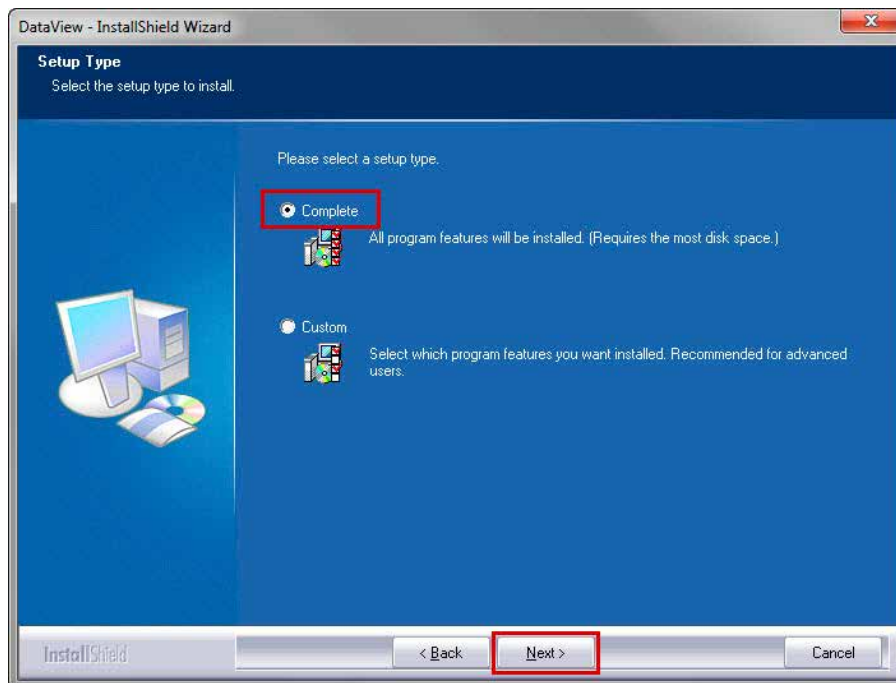 DataView - InstallShield Wizard
Setup Type
Select the setup type to install.
Please select a setup type.
Complete
All program features will be installed. (Requires the most disk space.)
Custom
Select which program features you want installed. Recommended for advanced
users.
InstallShield
< Back
Next >
Cancel